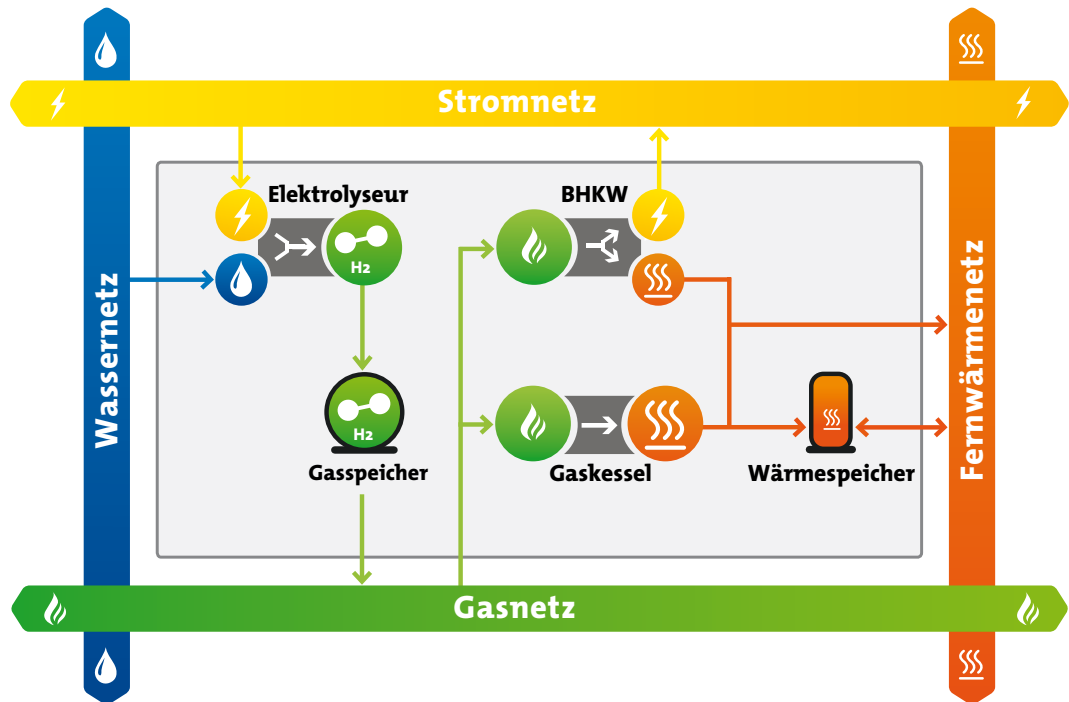 Stromnetz
Elektrolyseur
BHKW
H2
Wassernetz
Fernwärmenetz
H2
Gasspeicher
Gaskessel
Wärmespeicher
Gasnetz